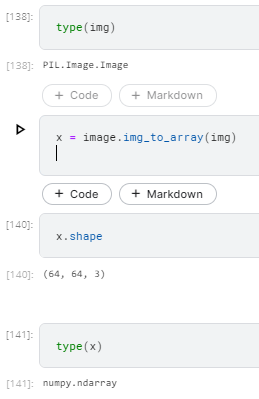 [138]:
type(img)
[138]: PIL.Image.Image
+ Code + Markdown
x = image.img_to_array(img)
+ Code + Markdown
[140]:
x.shape
[140]: (64, 64, 3)
[141]:
type(x)
[141]: numpy.ndarray